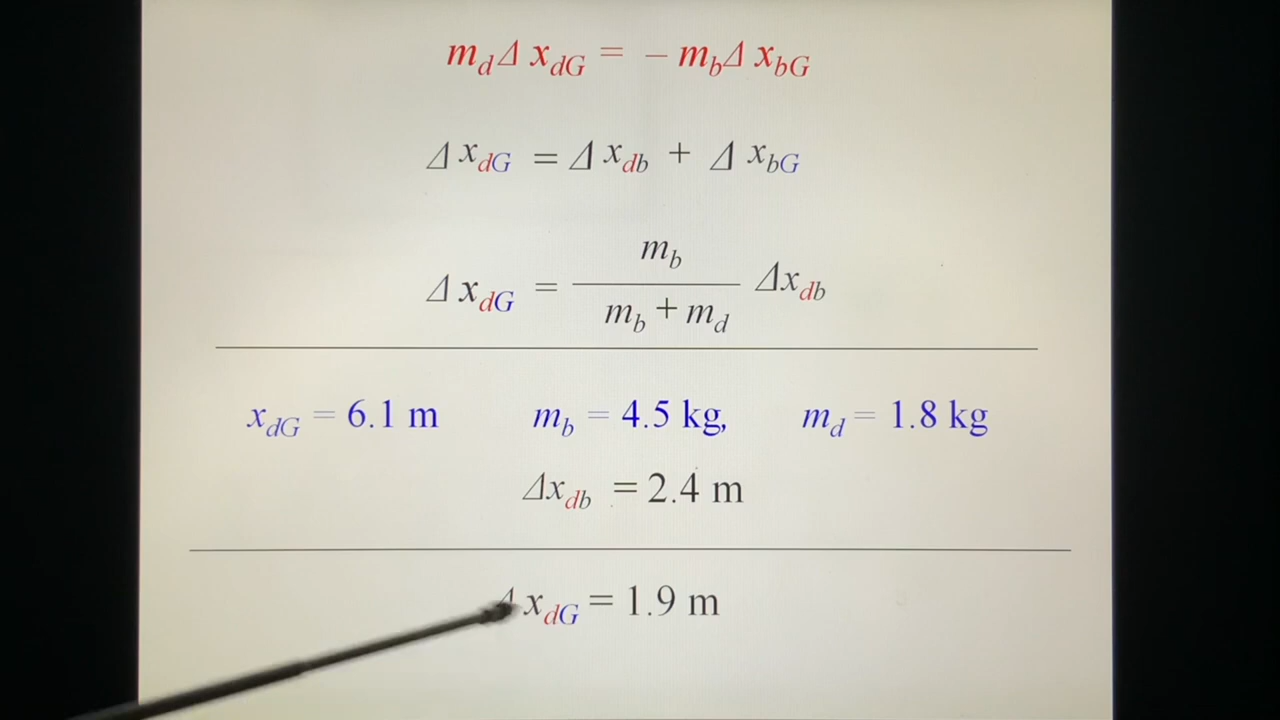 m_d Δ x_dG = − m_b Δ x_bG
Δ x_dG = Δ x_db + Δ x_bG
Δ x_dG = m_b / (m_b + m_d) Δx_db
x_dG = 6.1 m m_b = 4.5 kg, m_d = 1.8 kg
Δx_db = 2.4 m
Δ x_dG = 1.9 m